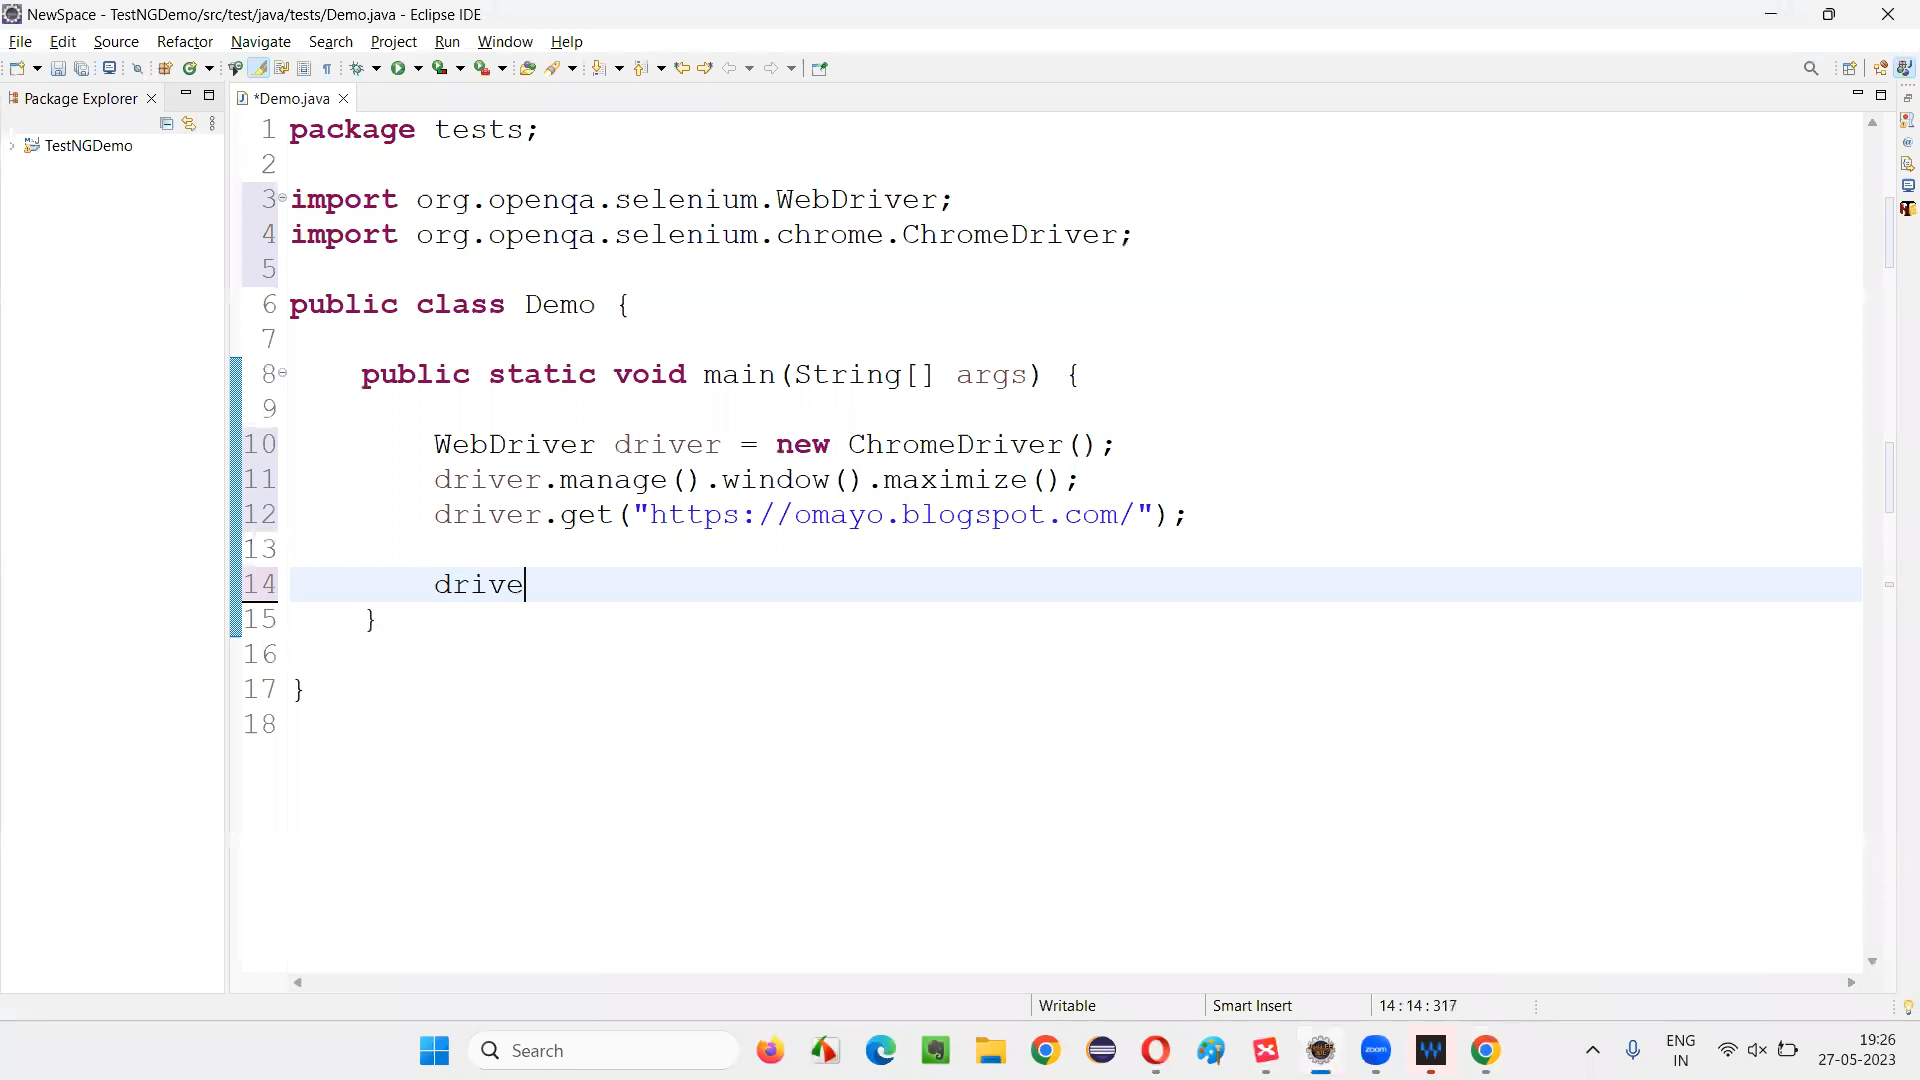 NewSpace - TestNGDemo/src/test/java/tests/Demo.java - Eclipse IDE
File Edit Source Refactor Navigate Search Project Run Window Help
Package Explorer
*Demo.java
TestNGDemo
1 package tests;
2
3 import org.openqa.selenium.WebDriver;
4 import org.openqa.selenium.chrome.ChromeDriver;
5
6 public class Demo {
7
8 public static void main(String[] args) {
9
10 WebDriver driver = new ChromeDriver();
11 driver.manage().window().maximize();
12 driver.get("https://omayo.blogspot.com/");
13
14 drive
15 }
16
17 }
18
Writable Smart Insert 14 : 14 : 317
Search
zoom
ENG
IN
19:26
27-05-2023